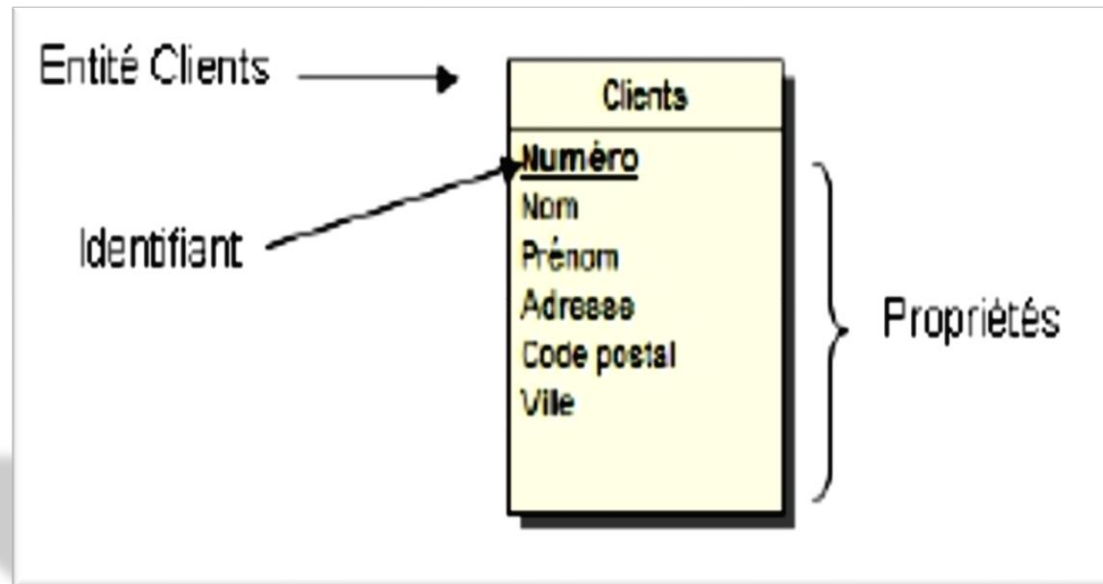 Entité Clients
Clients
Numéro
Nom
Prénom
Adresse
Code postal
Ville
Identifiant
Propriétés